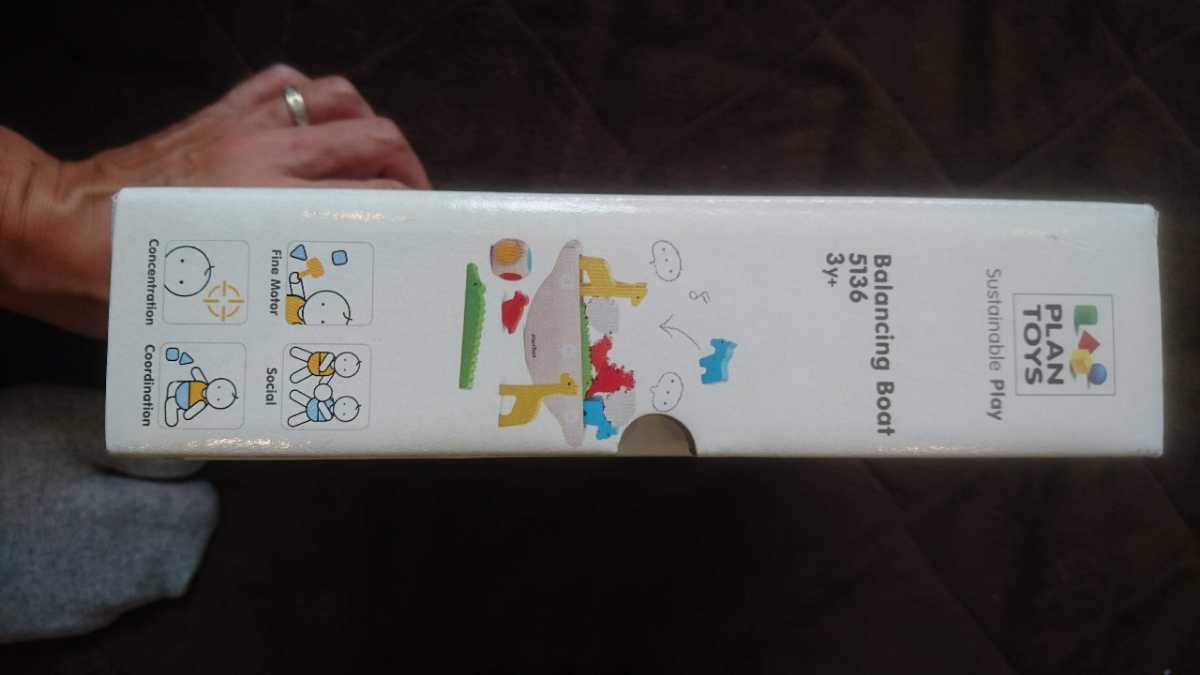 PLAN
TOYS
Sustainable Play
Balancing Boat
5136
3y+
Fine Motor
Social
Concentration
Coordination